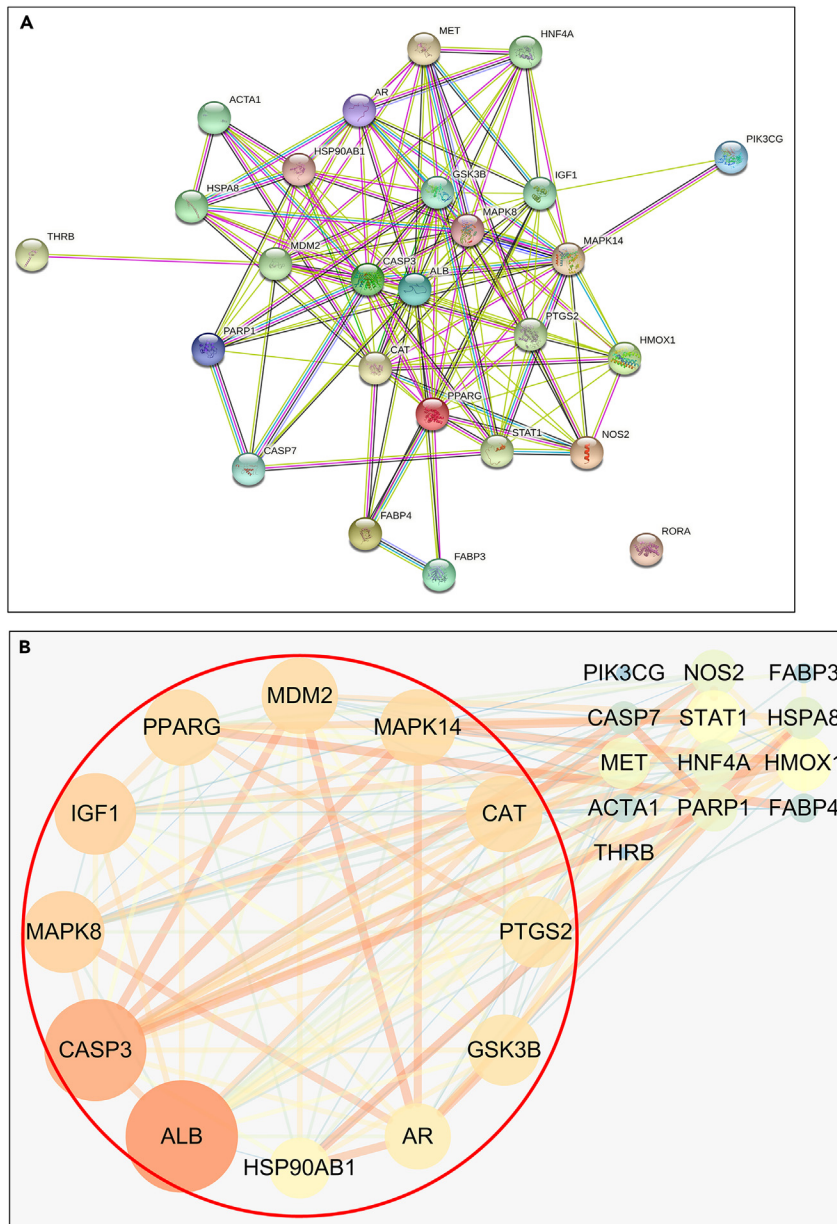 A
MET
HNF4A
AR
ACTA1
PIK3CG
HSP90AB1
GSK3B
IGF1
HSPA8
MAPK8
THRB
MDM2
MAPK14
CASP3
ALB
PTGS2
PARP1
HMOX1
CAT
PPARG
STAT1
NOS2
CASP7
FABP4
RORA
FABP3
B
PIK3CG NOS2 FABP3
MDM2
PPARG MAPK14
CASP7 STAT1 HSPA8
MET HNF4A HMOX1
IGF1 CAT
ACTA1 PARP1 FABP4
THRB
MAPK8 PTGS2
CASP3 GSK3B
ALB AR
HSP90AB1